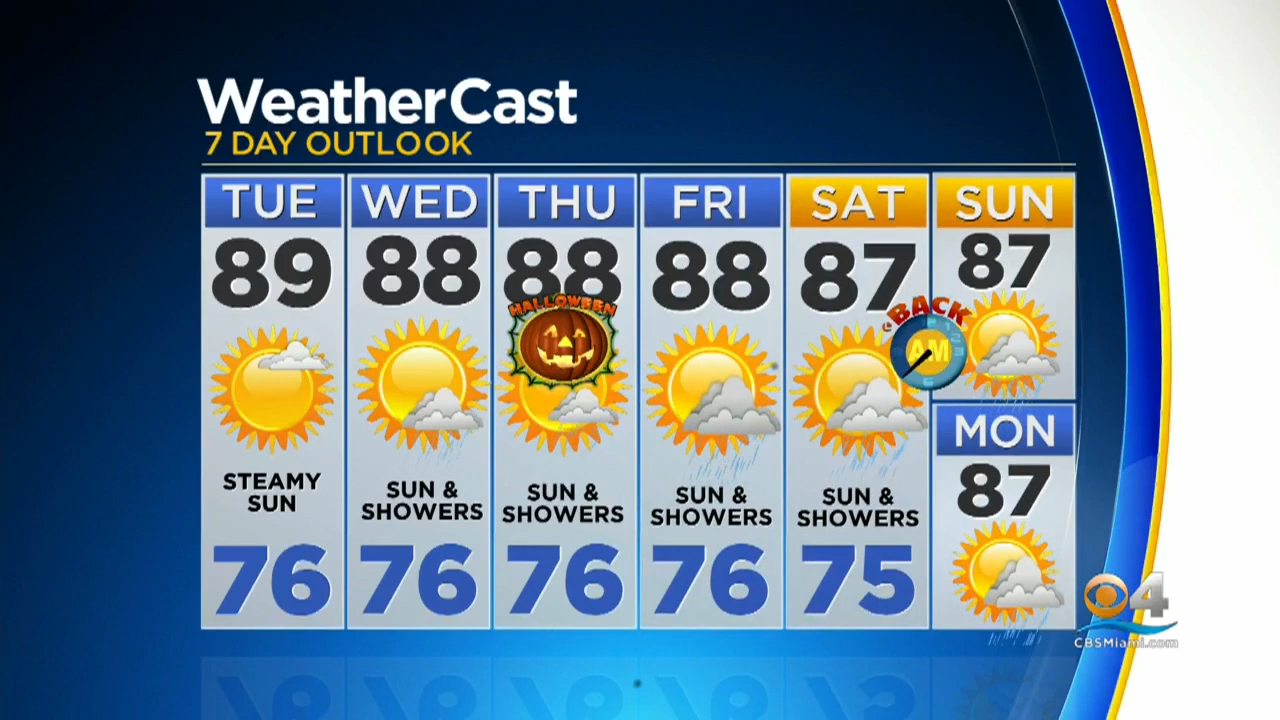 WeatherCast
7 DAY OUTLOOK
TUE
89
STEAMY
SUN
76
WED
88
SUN &
SHOWERS
76
THU
88
HALLOWEEN
SUN &
SHOWERS
76
FRI
88
SUN &
SHOWERS
76
SAT
87
SUN &
SHOWERS
75
BACK
AM
SUN
87
MON
87
4
CBSMiami.com